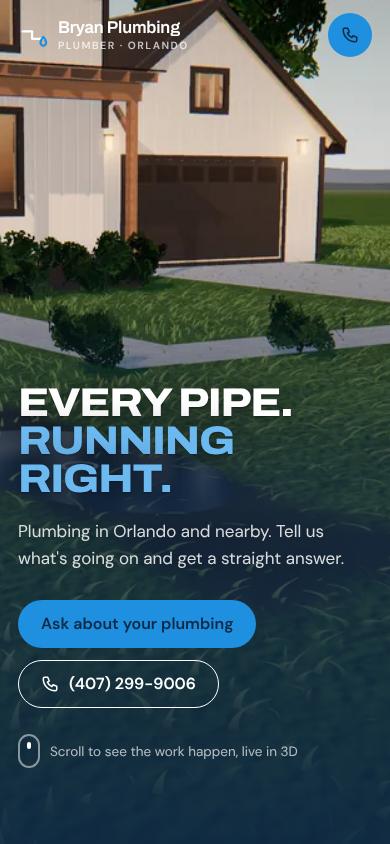 Bryan Plumbing
PLUMBER · ORLANDO
EVERY PIPE.
RUNNING
RIGHT.
Plumbing in Orlando and nearby. Tell us
what's going on and get a straight answer.
Ask about your plumbing
(407) 299-9006
Scroll to see the work happen, live in 3D